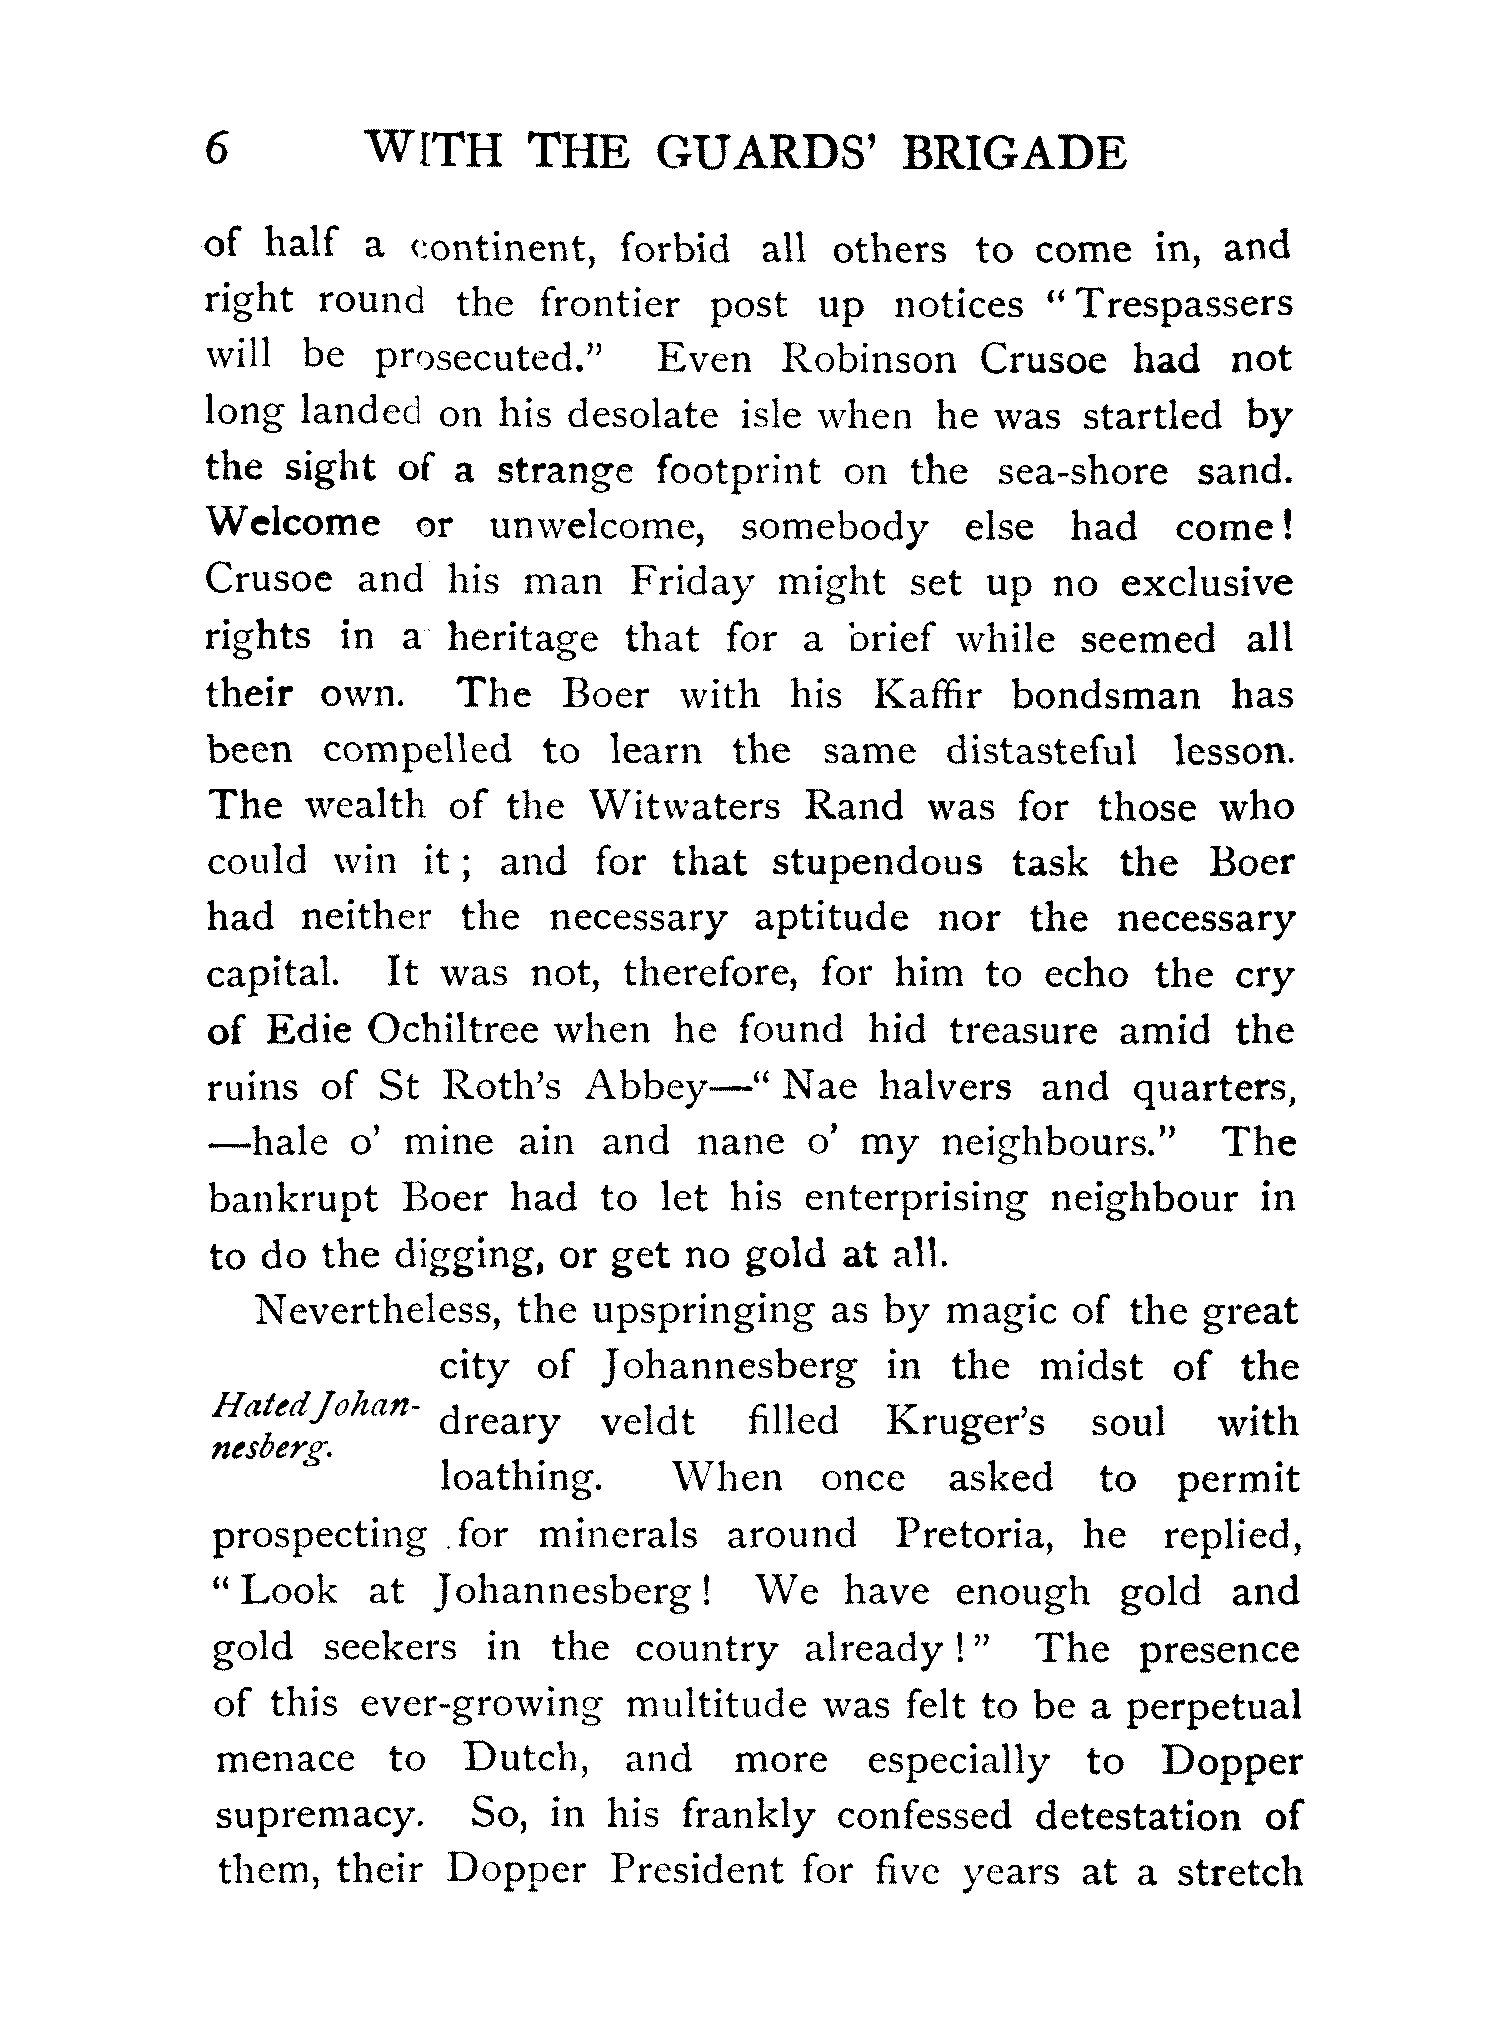 6 WITH THE GUARDS' BRIGADE
of half a continent, forbid all others to come in, and
right round the frontier post up notices “Trespassers
will be prosecuted.” Even Robinson Crusoe had not
long landed on his desolate isle when he was startled by
the sight of a strange footprint on the sea-shore sand.
Welcome or unwelcome, somebody else had come!
Crusoe and his man Friday might set up no exclusive
rights in a heritage that for a brief while seemed all
their own. The Boer with his Kaffir bondsman has
been compelled to learn the same distasteful lesson.
The wealth of the Witwaters Rand was for those who
could win it; and for that stupendous task the Boer
had neither the necessary aptitude nor the necessary
capital. It was not, therefore, for him to echo the cry
of Edie Ochiltree when he found hid treasure amid the
ruins of St Roth's Abbey—“Nae halvers and quarters,
—hale o' mine ain and nane o' my neighbours.” The
bankrupt Boer had to let his enterprising neighbour in
to do the digging, or get no gold at all.
Nevertheless, the upspringing as by magic of the great
Hated Johan-
nesberg.
city of Johannesberg in the midst of the
dreary veldt filled Kruger's soul with
loathing. When once asked to permit
prospecting for minerals around Pretoria, he replied,
“Look at Johannesberg! We have enough gold and
gold seekers in the country already!” The presence
of this ever-growing multitude was felt to be a perpetual
menace to Dutch, and more especially to Dopper
supremacy. So, in his frankly confessed detestation of
them, their Dopper President for five years at a stretch